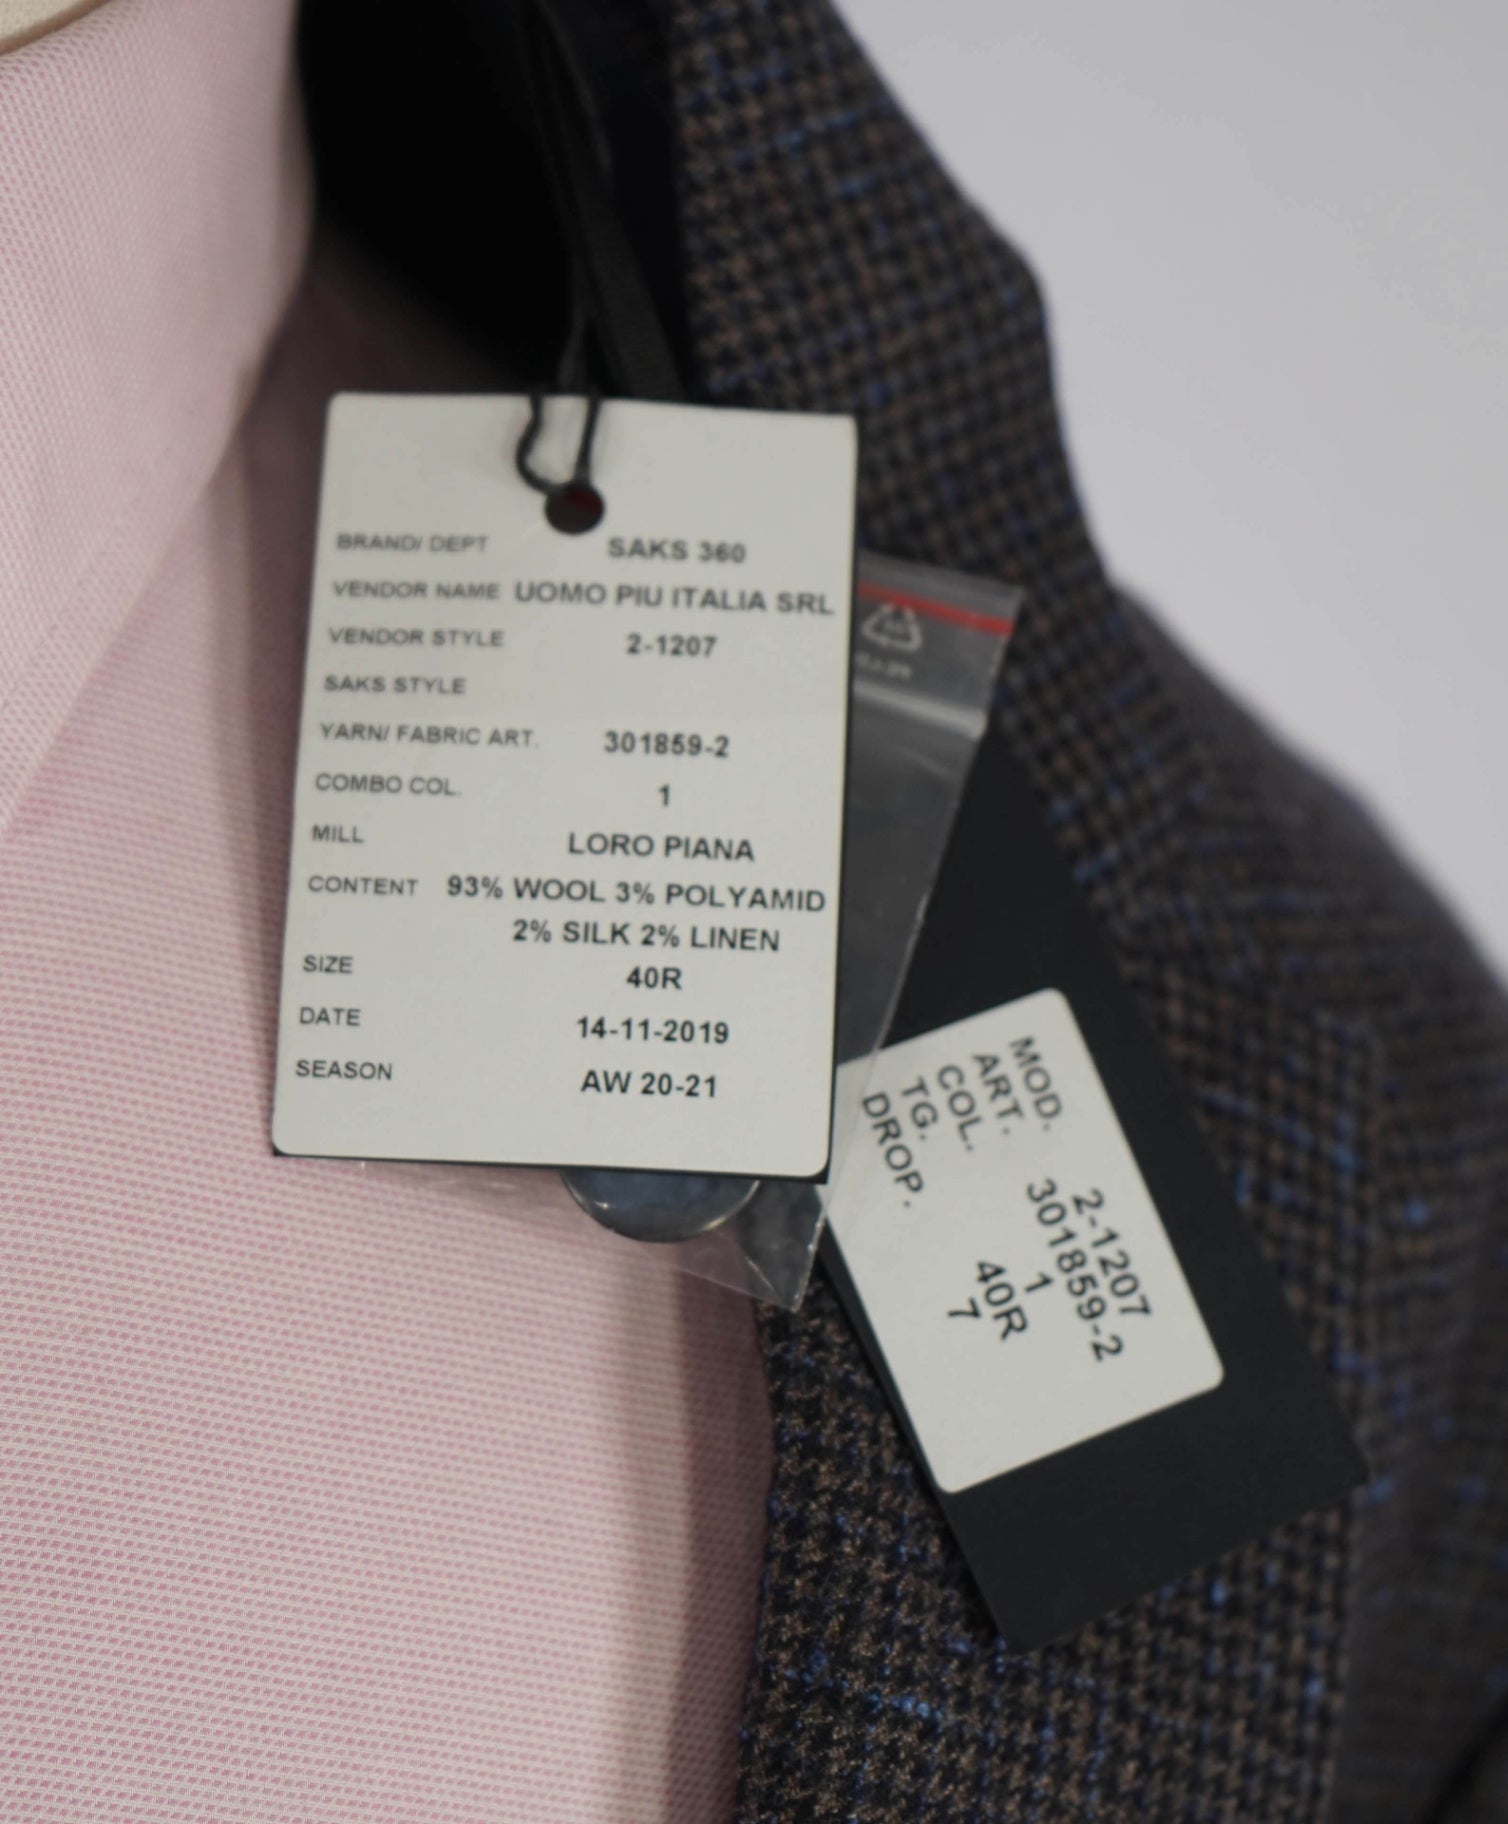 BRAND/ DEPT SAKS 360
VENDOR NAME UOMO PIU ITALIA SRL
VENDOR STYLE 2-1207
SAKS STYLE
YARN/ FABRIC ART. 301859-2
COMBO COL. 1
MILL LORO PIANA
CONTENT 93% WOOL 3% POLYAMID
2% SILK 2% LINEN
SIZE 40R
DATE 14-11-2019
SEASON AW 20-21
MOD. 2-1207
ART. 301859-2
COL. 1
TG. 40R
DROP. 7